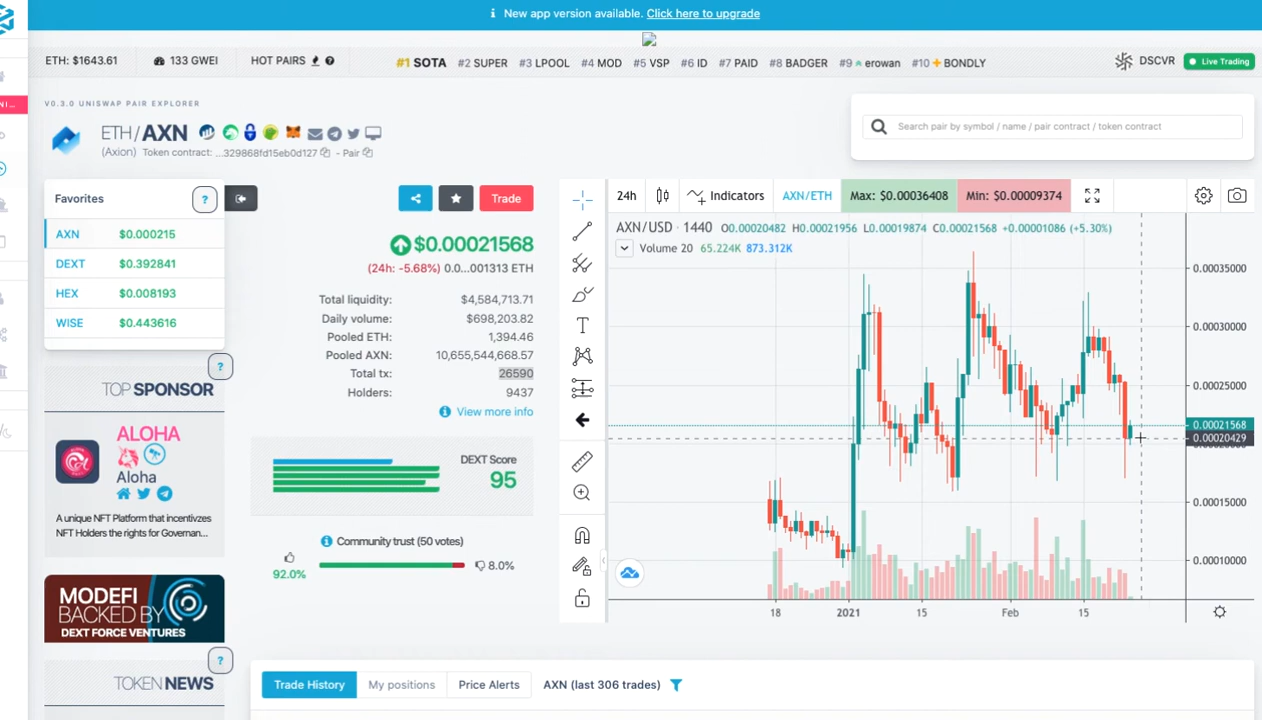 New app version available. Click here to upgrade
ETH: $1643.61
133 GWEI
HOT PAIRS
#1 SOTA #2 SUPER #3 LPOOL #4 MOD #5 VSP #6 ID #7 PAID #8 BADGER #9 erowan #10 BONDLY
DSCVR
Live Trading
V0.3.0 UNISWAP PAIR EXPLORER
ETH/AXN
(Axion) Token contract: ...329868fd15eb0d127 - Pair
Search pair by symbol / name / pair contract / token contract
Favorites ?
AXN $0.000215
DEXT $0.392841
HEX $0.008193
WISE $0.443616
?
TOP SPONSOR
ALOHA
Aloha
A unique NFT Platform that incentivzes
NFT Holders the rights for Governan...
MODEFI
BACKED BY
DEXT FORCE VENTURES
?
TOKEN NEWS
Trade
$0.00021568
(24h: -5.68%) 0.0...001313 ETH
Total liquidity: $4,584,713.71
Daily volume: $698,203.82
Pooled ETH: 1,394.46
Pooled AXN: 10,655,544,668.57
Total tx: 26590
Holders: 9437
View more info
DEXT Score
95
Community trust (50 votes)
92.0%
8.0%
24h
Indicators
AXN/ETH
Max: $0.00036408
Min: $0.00009374
AXN/USD · 1440 O0.00020482 H0.00021956 L0.00019874 C0.00021568 +0.00001086 (+5.30%)
Volume 20 65.224K 873.312K
0.00035000
0.00030000
0.00025000
0.00021568
0.00020429
0.00015000
0.00010000
18 2021 15 Feb 15
Trade History
My positions
Price Alerts
AXN (last 306 trades)